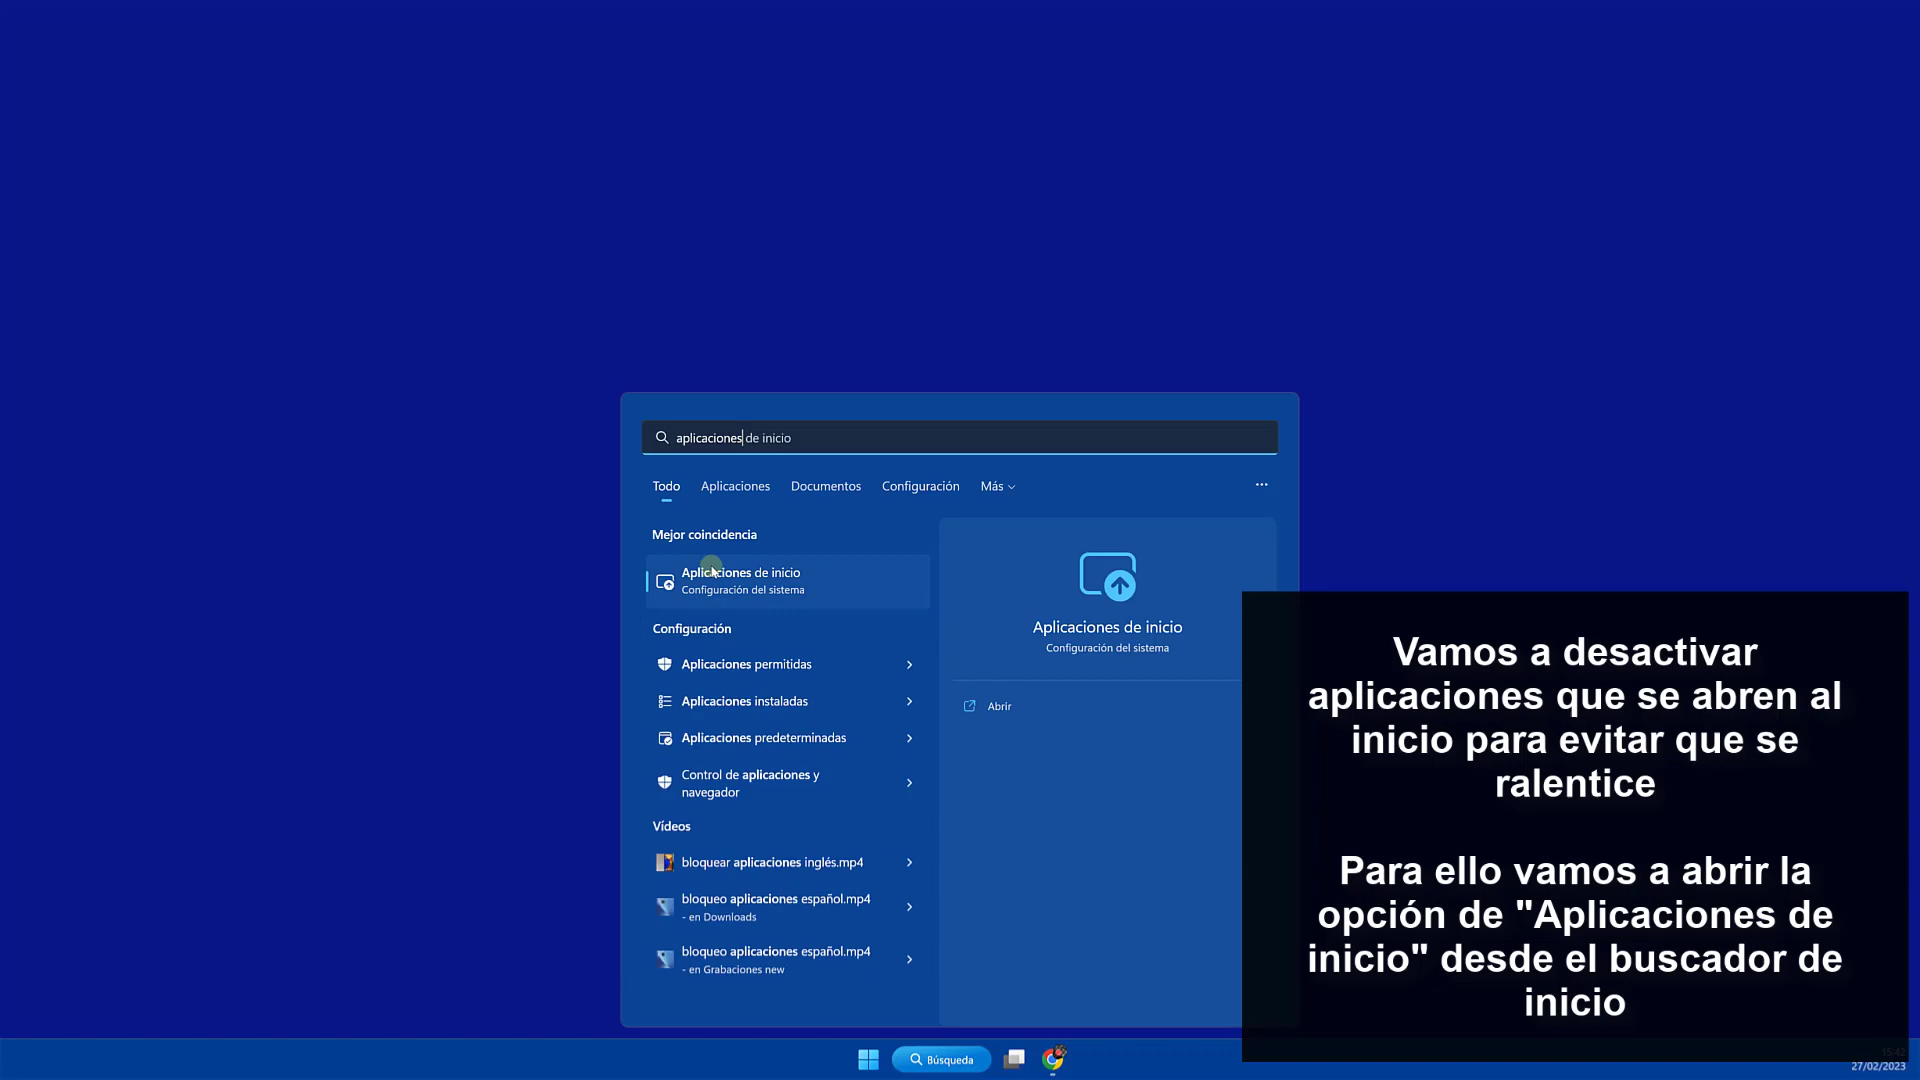 aplicaciones de inicio
Todo Aplicaciones Documentos Configuración Más
Mejor coincidencia
Aplicaciones de inicio
Configuración del sistema
Configuración
Aplicaciones permitidas
Aplicaciones instaladas
Aplicaciones predeterminadas
Control de aplicaciones y
navegador
Vídeos
bloquear aplicaciones inglés.mp4
bloqueo aplicaciones español.mp4
- en Downloads
bloqueo aplicaciones español.mp4
- en Grabaciones new
Aplicaciones de inicio
Configuración del sistema
Abrir
Vamos a desactivar
aplicaciones que se abren al
inicio para evitar que se
ralentice
Para ello vamos a abrir la
opción de "Aplicaciones de
inicio" desde el buscador de
inicio
Búsqueda
15:42
27/02/2023